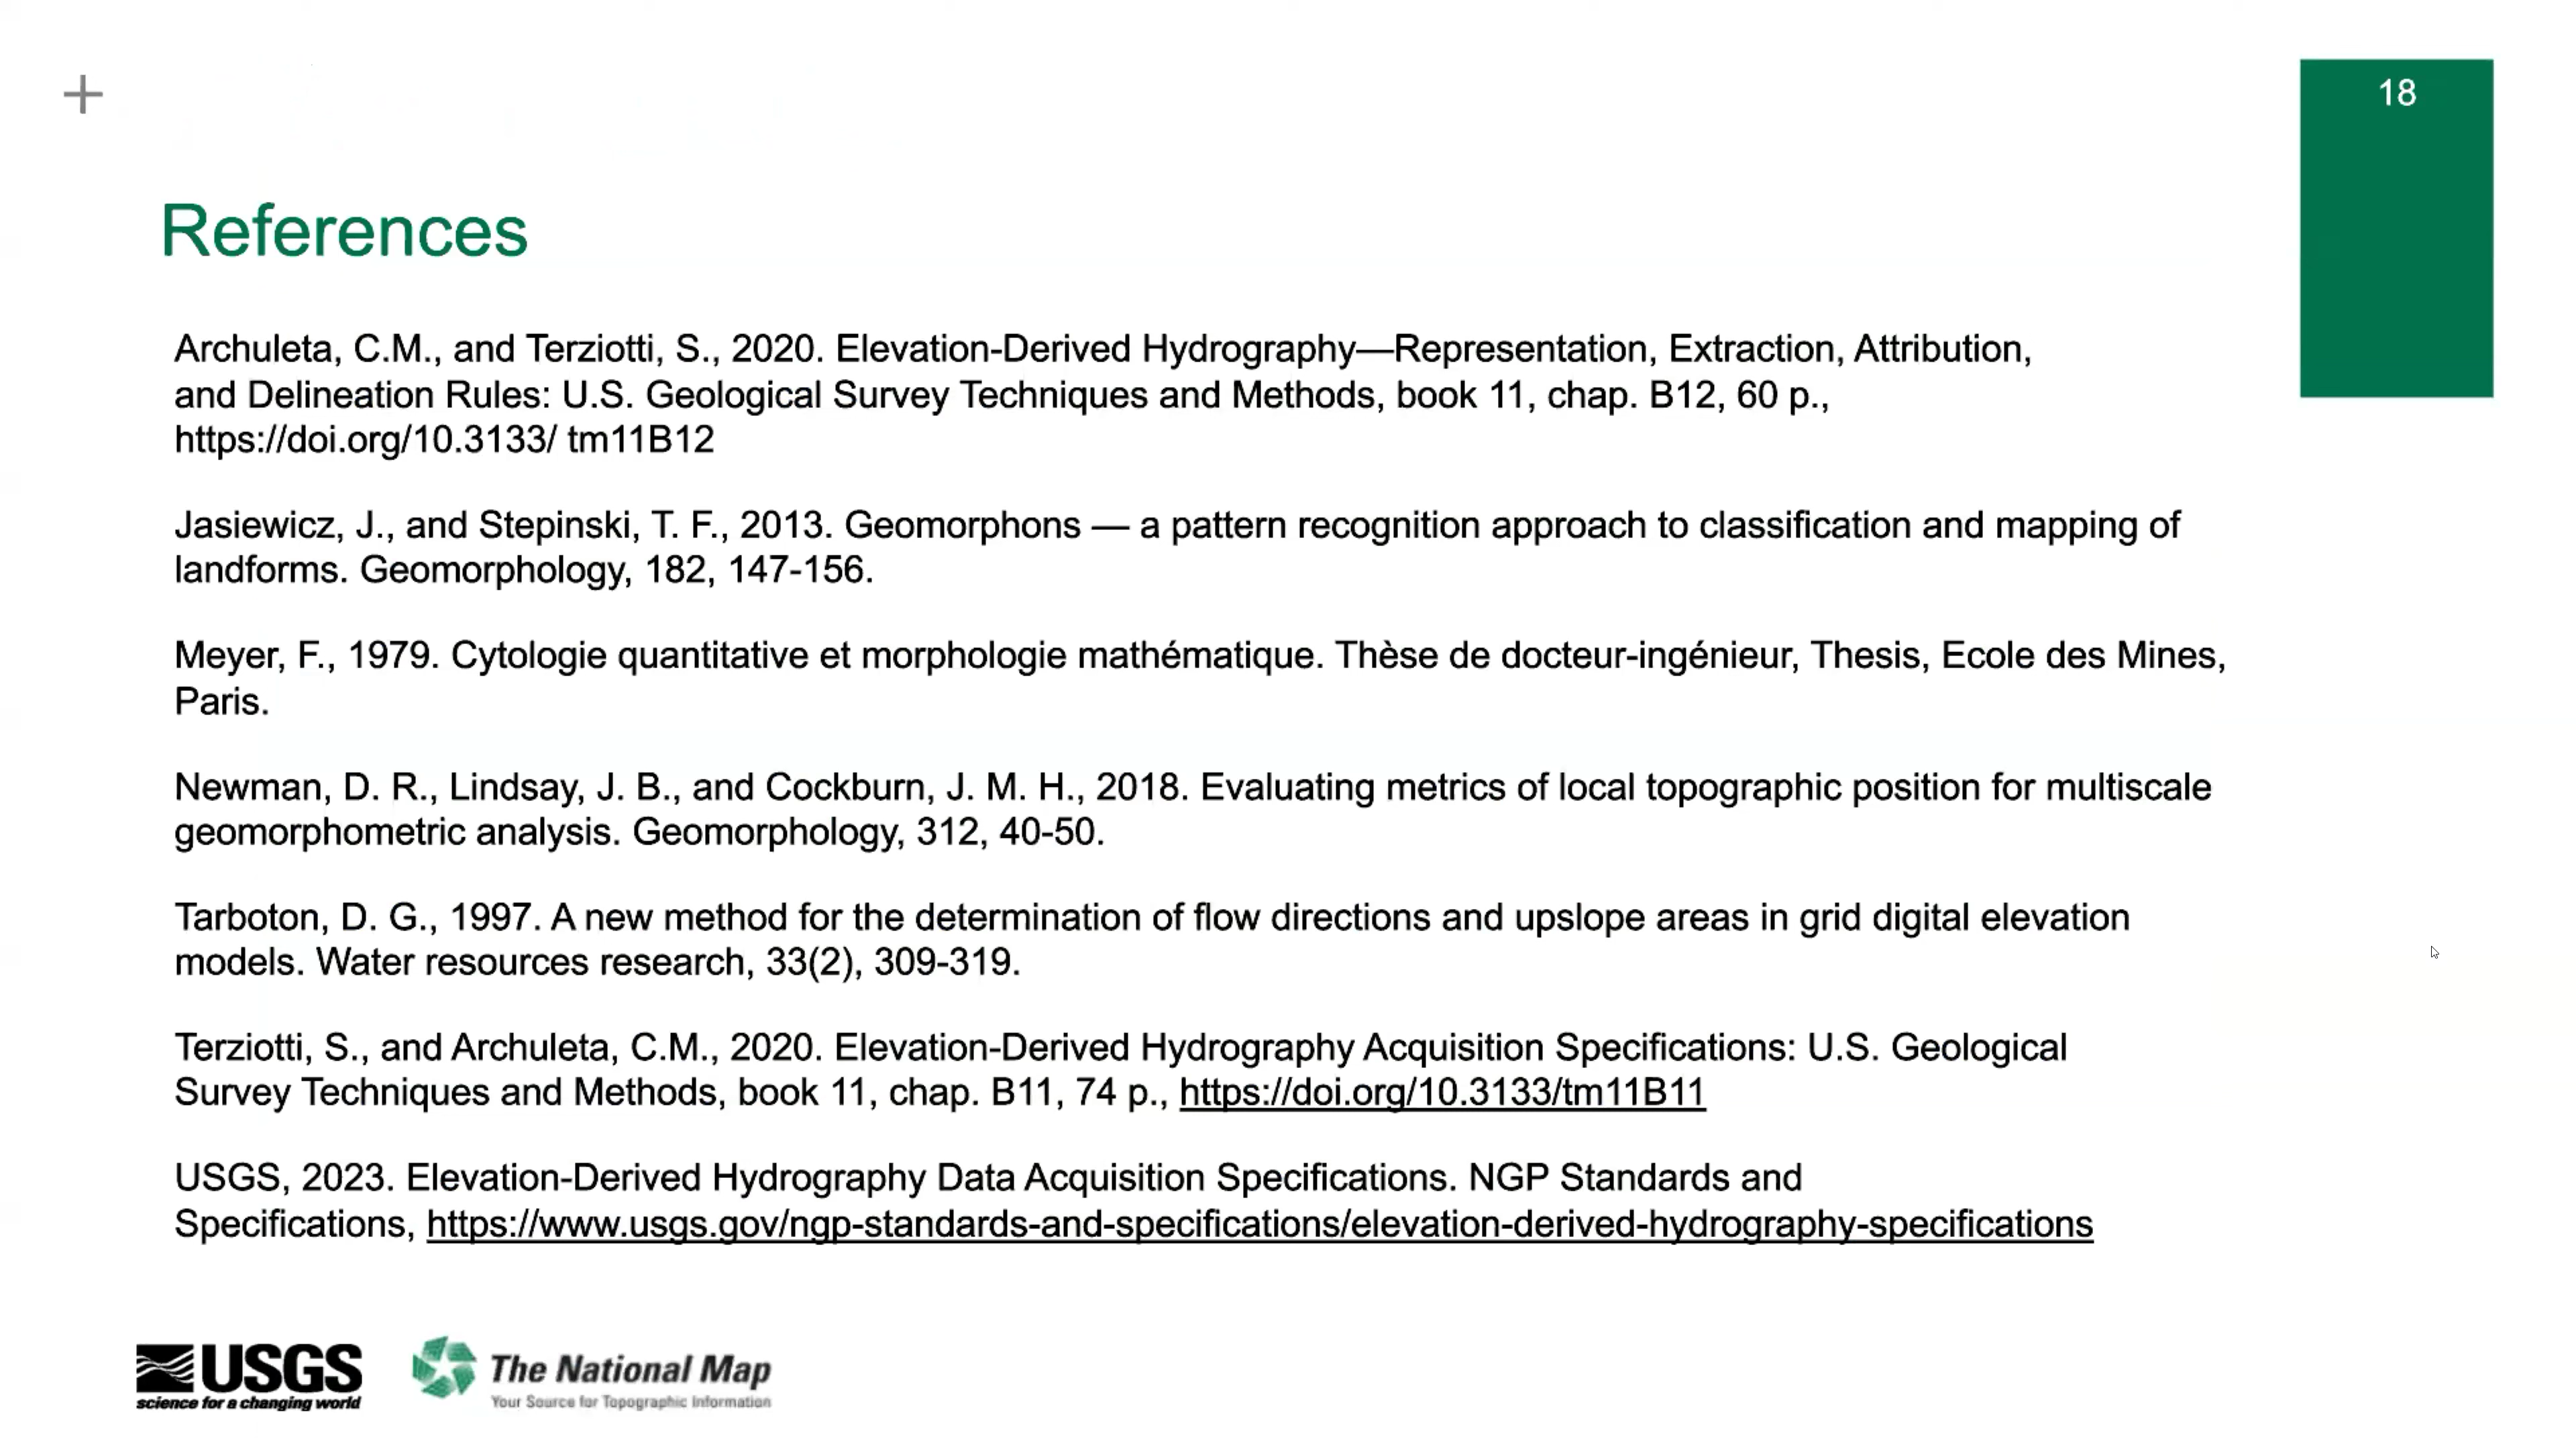 18
References
Archuleta, C.M., and Terziotti, S., 2020. Elevation-Derived Hydrography—Representation, Extraction, Attribution,
and Delineation Rules: U.S. Geological Survey Techniques and Methods, book 11, chap. B12, 60 p.,
https://doi.org/10.3133/ tm11B12
Jasiewicz, J., and Stepinski, T. F., 2013. Geomorphons — a pattern recognition approach to classification and mapping of
landforms. Geomorphology, 182, 147-156.
Meyer, F., 1979. Cytologie quantitative et morphologie mathématique. Thèse de docteur-ingénieur, Thesis, Ecole des Mines,
Paris.
Newman, D. R., Lindsay, J. B., and Cockburn, J. M. H., 2018. Evaluating metrics of local topographic position for multiscale
geomorphometric analysis. Geomorphology, 312, 40-50.
Tarboton, D. G., 1997. A new method for the determination of flow directions and upslope areas in grid digital elevation
models. Water resources research, 33(2), 309-319.
Terziotti, S., and Archuleta, C.M., 2020. Elevation-Derived Hydrography Acquisition Specifications: U.S. Geological
Survey Techniques and Methods, book 11, chap. B11, 74 p., https://doi.org/10.3133/tm11B11
USGS, 2023. Elevation-Derived Hydrography Data Acquisition Specifications. NGP Standards and
Specifications, https://www.usgs.gov/ngp-standards-and-specifications/elevation-derived-hydrography-specifications
USGS
science for a changing world
The National Map
Your Source for Topographic Information